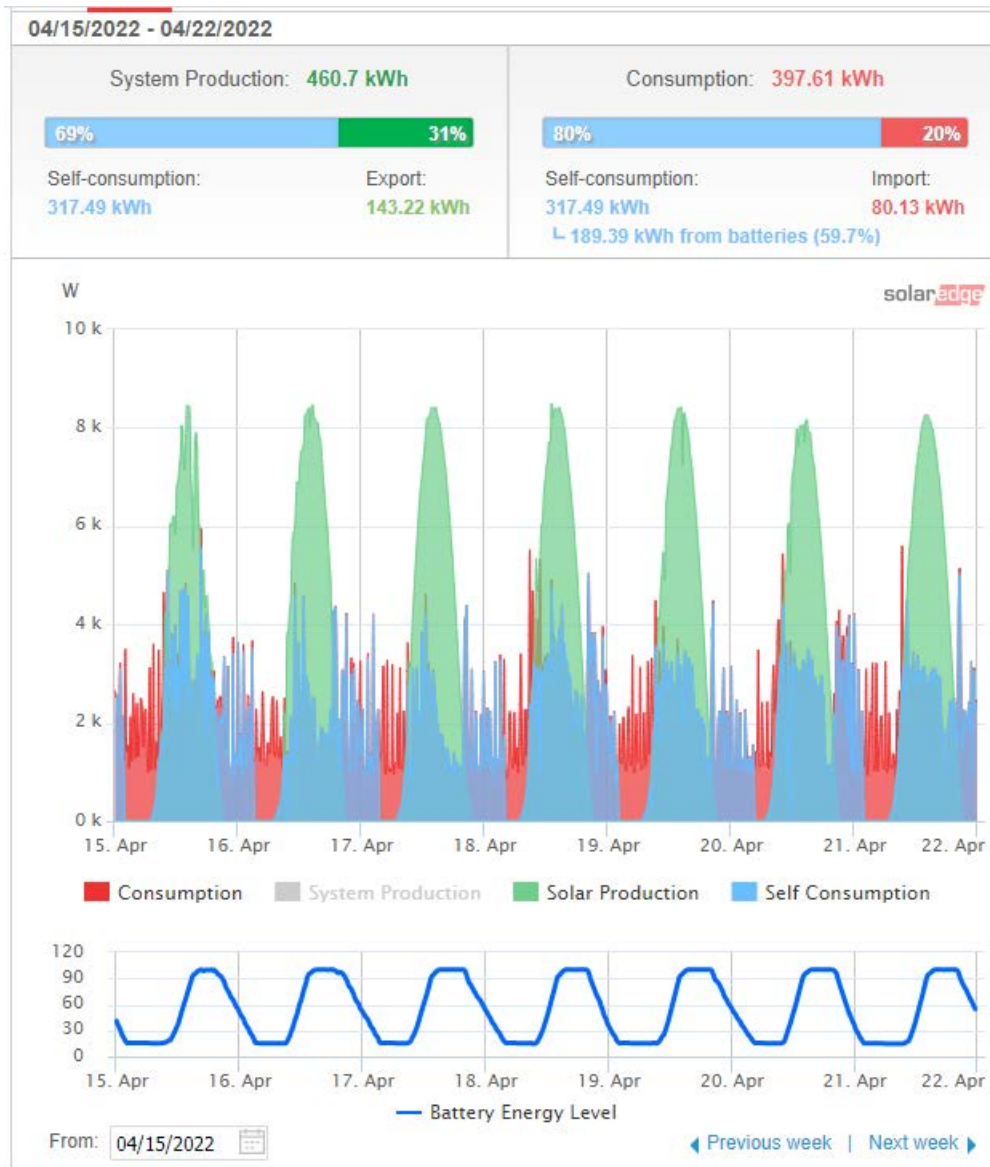 04/15/2022 - 04/22/2022
System Production: 460.7 kWh
69% 31%
Self-consumption: Export:
317.49 kWh 143.22 kWh
Consumption: 397.61 kWh
80% 20%
Self-consumption: Import:
317.49 kWh 80.13 kWh
189.39 kWh from batteries (59.7%)
W
solaredge
10 k
8 k
6 k
4 k
2 k
0 k
15. Apr 16. Apr 17. Apr 18. Apr 19. Apr 20. Apr 21. Apr 22. Apr
Consumption System Production Solar Production Self Consumption
120
90
60
30
0
15. Apr 16. Apr 17. Apr 18. Apr 19. Apr 20. Apr 21. Apr 22. Apr
Battery Energy Level
From: 04/15/2022
Previous week | Next week